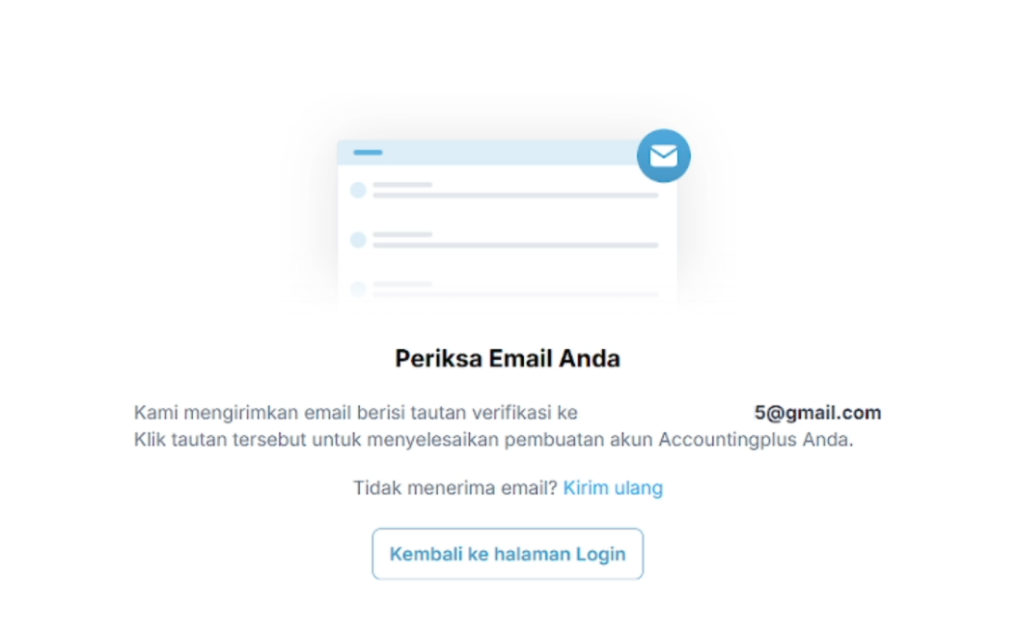 Periksa Email Anda
Kami mengirimkan email berisi tautan verifikasi ke 5@gmail.com
Klik tautan tersebut untuk menyelesaikan pembuatan akun Accountingplus Anda.
Tidak menerima email? Kirim ulang
Kembali ke halaman Login